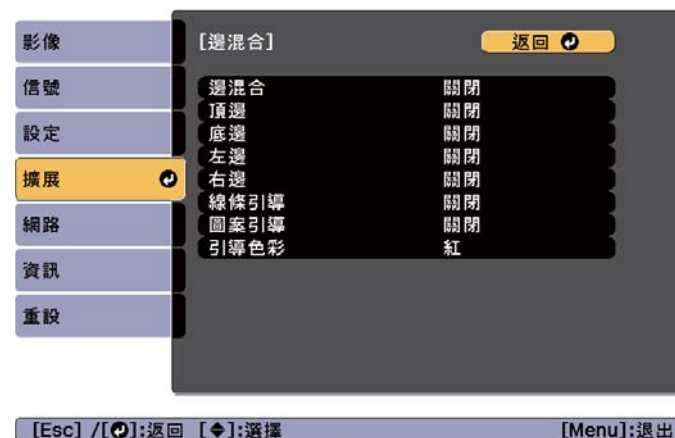 影像
信號
設定
擴展
網路
資訊
重設
[邊混合] 返回
邊混合 關閉
頂邊 關閉
底邊 關閉
左邊 關閉
右邊 關閉
線條引導 關閉
圖案引導 關閉
引導色彩 紅
[Esc] /[]:返回 [◆]:選擇 [Menu]:退出